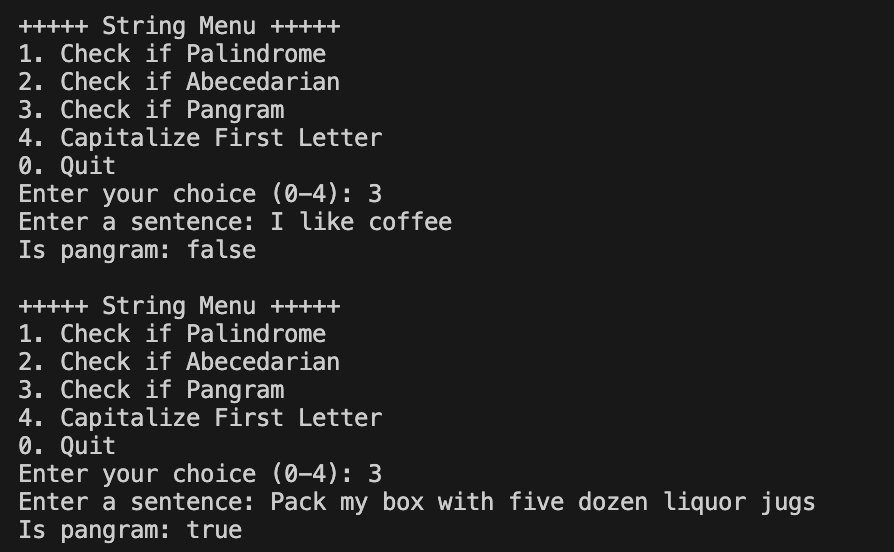 +++++ String Menu +++++
1. Check if Palindrome
2. Check if Abecedarian
3. Check if Pangram
4. Capitalize First Letter
0. Quit
Enter your choice (0-4): 3
Enter a sentence: I like coffee
Is pangram: false
+++++ String Menu +++++
1. Check if Palindrome
2. Check if Abecedarian
3. Check if Pangram
4. Capitalize First Letter
0. Quit
Enter your choice (0-4): 3
Enter a sentence: Pack my box with five dozen liquor jugs
Is pangram: true